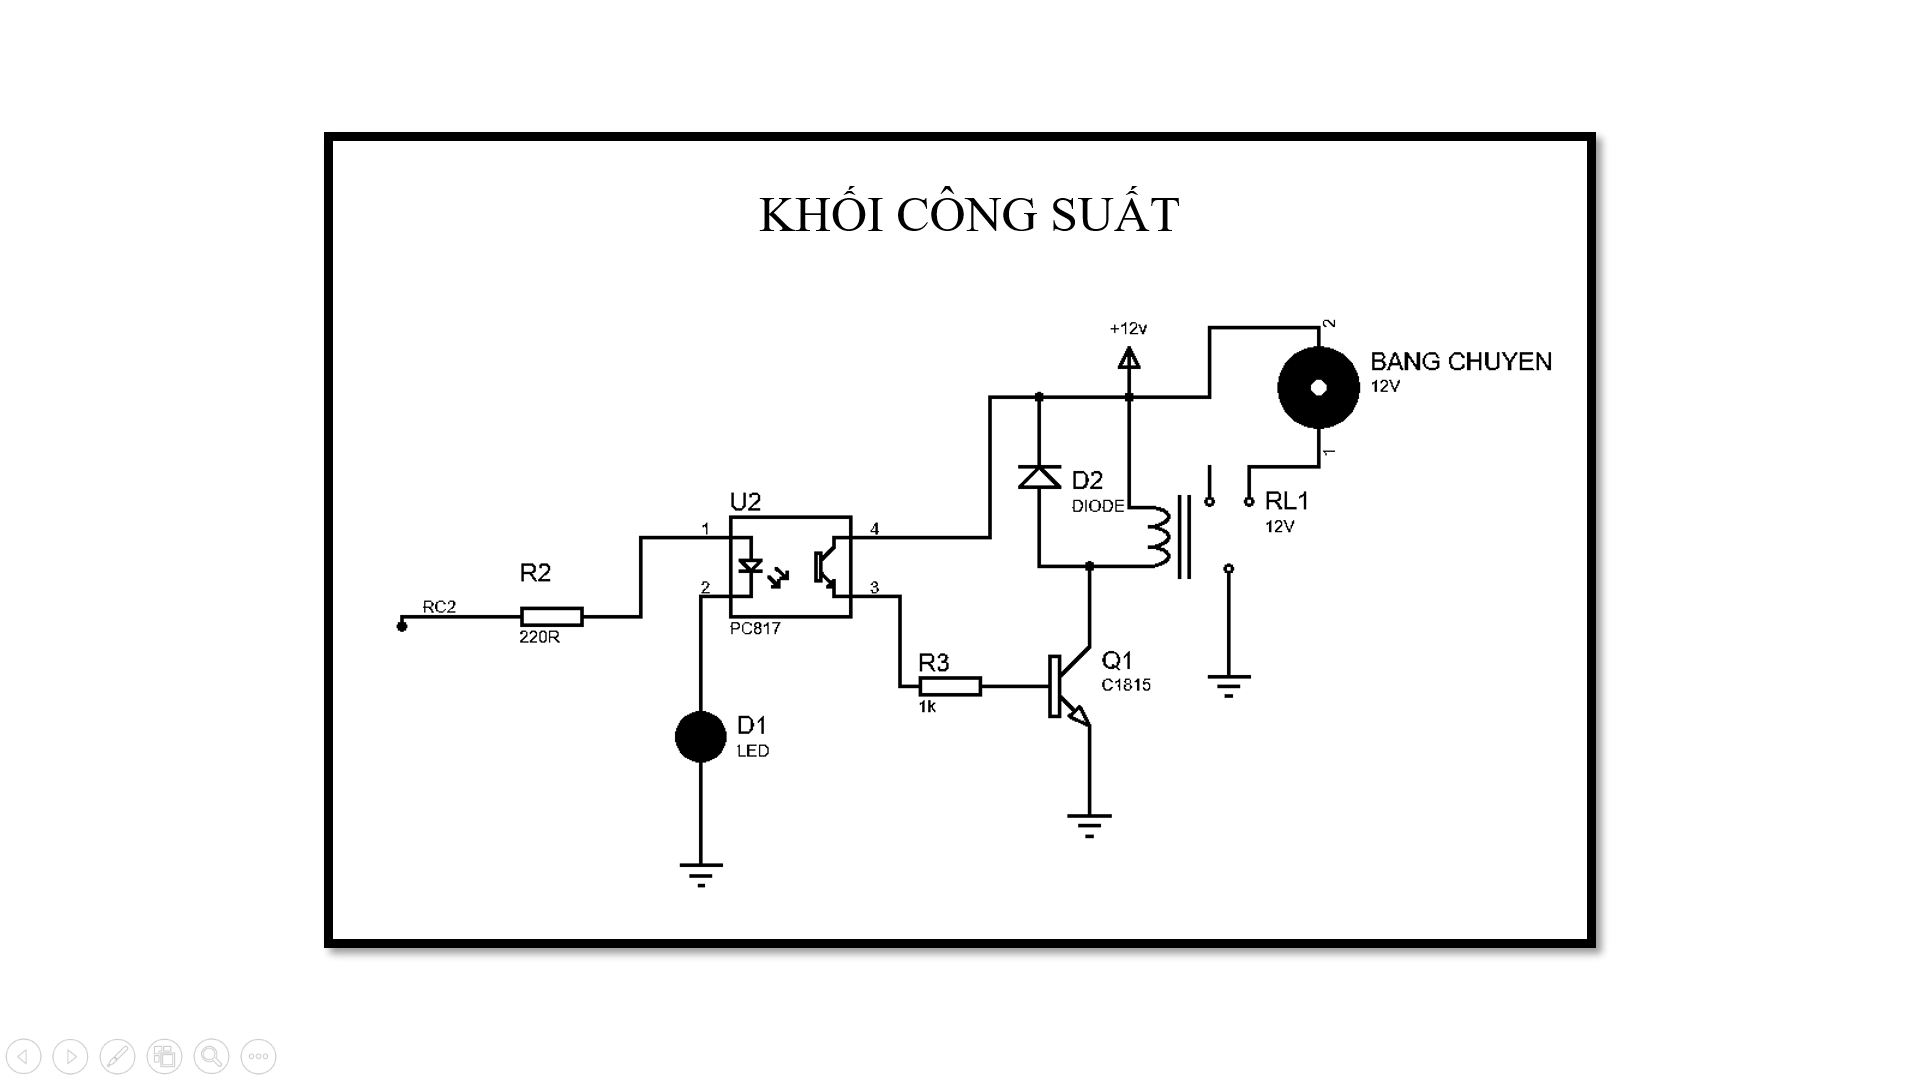 KHỐI CÔNG SUẤT
+12v
2
BANG CHUYEN
12V
1
D2
DIODE
RL1
12V
U2
1
4
2
3
PC817
R2
RC2
220R
R3
1k
Q1
C1815
D1
LED